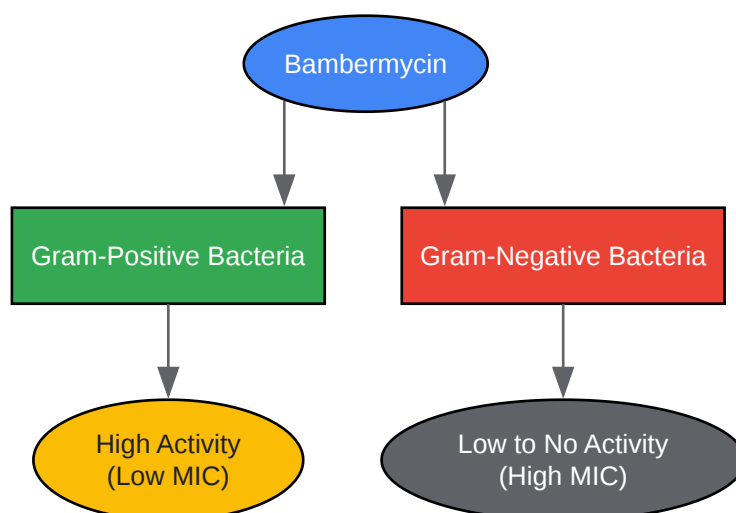 Bambermycin
Gram-Positive Bacteria
Gram-Negative Bacteria
High Activity
(Low MIC)
Low to No Activity
(High MIC)